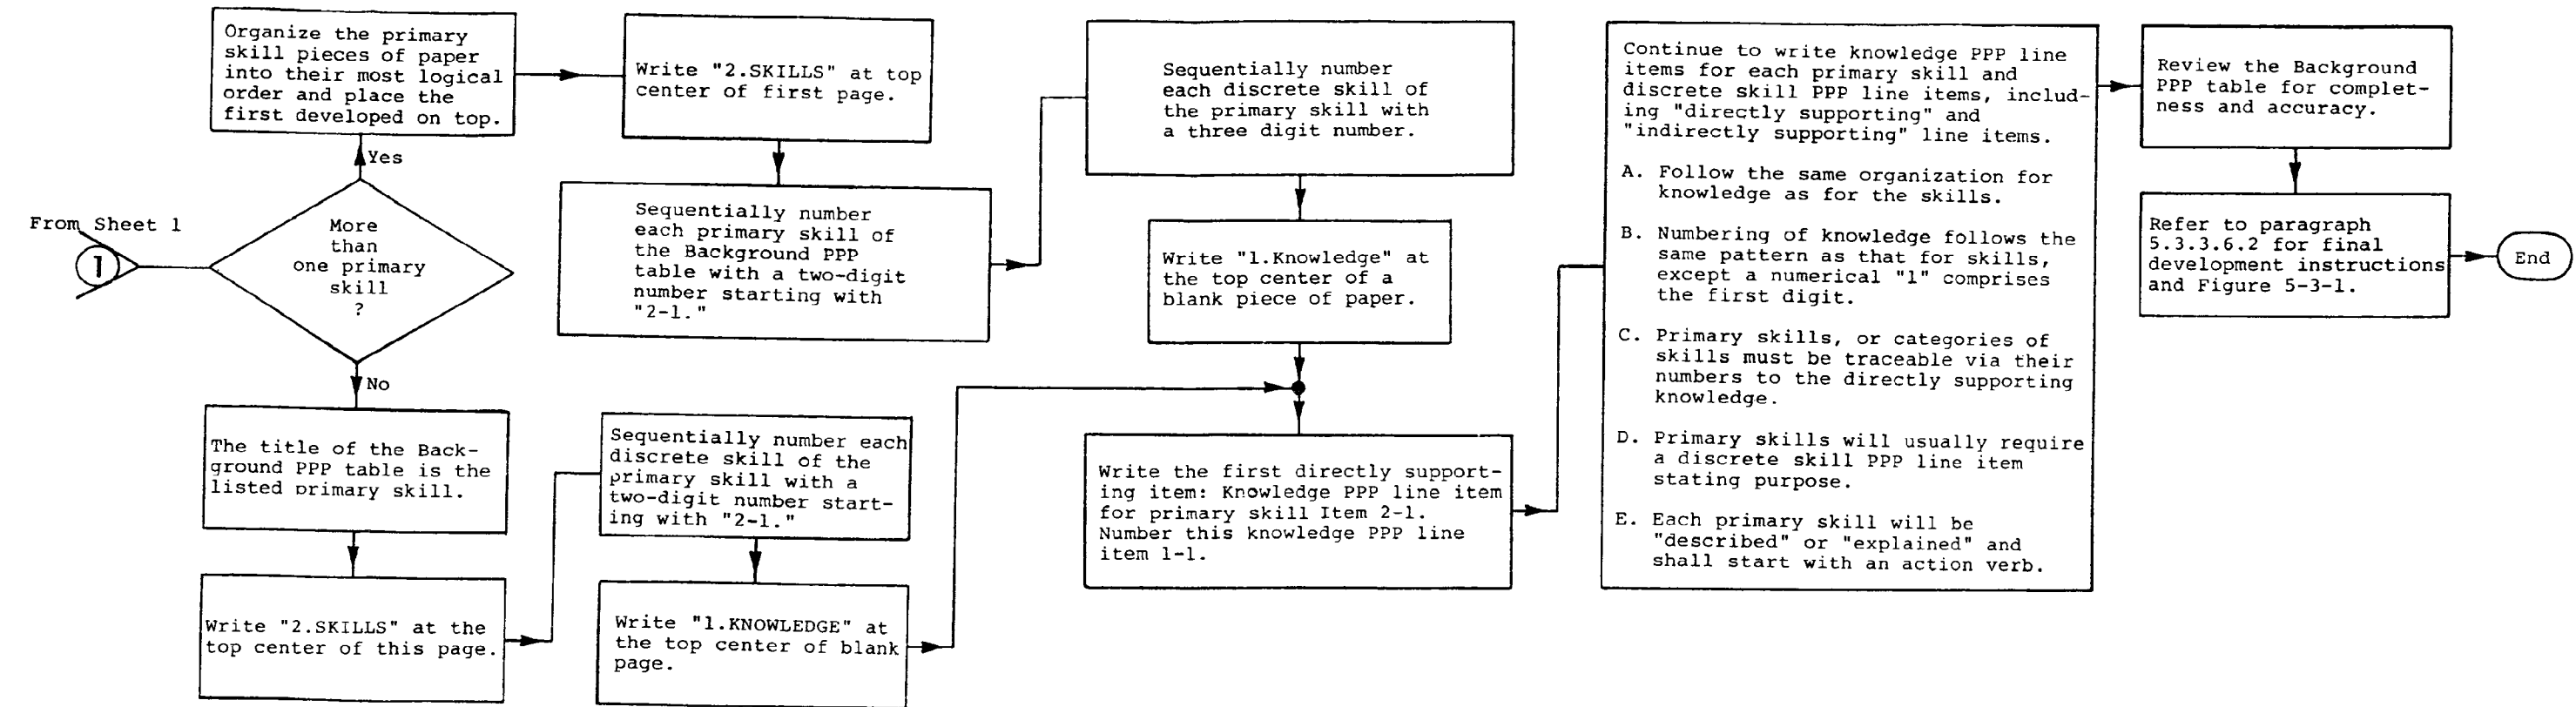 From Sheet 1
1
More
than
one primary
skill
?
Yes
Organize the primary
skill pieces of paper
into their most logical
order and place the
first developed on top.
Write "2.SKILLS" at top
center of first page.
Sequentially number
each primary skill of
the Background PPP
table with a two-digit
number starting with
"2-1."
Sequentially number
each discrete skill of
the primary skill with
a three digit number.
Write "1.Knowledge" at
the top center of a
blank piece of paper.
No
The title of the Back-
ground PPP table is the
listed primary skill.
Write "2.SKILLS" at the
top center of this page.
Sequentially number each
discrete skill of the
primary skill with a
two-digit number start-
ing with "2-1."
Write "1.KNOWLEDGE" at
the top center of blank
page.
Write the first directly support-
ing item: Knowledge PPP line item
for primary skill Item 2-1.
Number this knowledge PPP line
item 1-1.
Continue to write knowledge PPP line
items for each primary skill and
discrete skill PPP line items, includ-
ing "directly supporting" and
"indirectly supporting" line items.
A. Follow the same organization for
knowledge as for the skills.
B. Numbering of knowledge follows the
same pattern as that for skills,
except a numerical "1" comprises
the first digit.
C. Primary skills, or categories of
skills must be traceable via their
numbers to the directly supporting
knowledge.
D. Primary skills will usually require
a discrete skill PPP line item
stating purpose.
E. Each primary skill will be
"described" or "explained" and
shall start with an action verb.
Review the Background
PPP table for complet-
ness and accuracy.
Refer to paragraph
5.3.3.6.2 for final
development instructions
and Figure 5-3-1.
End